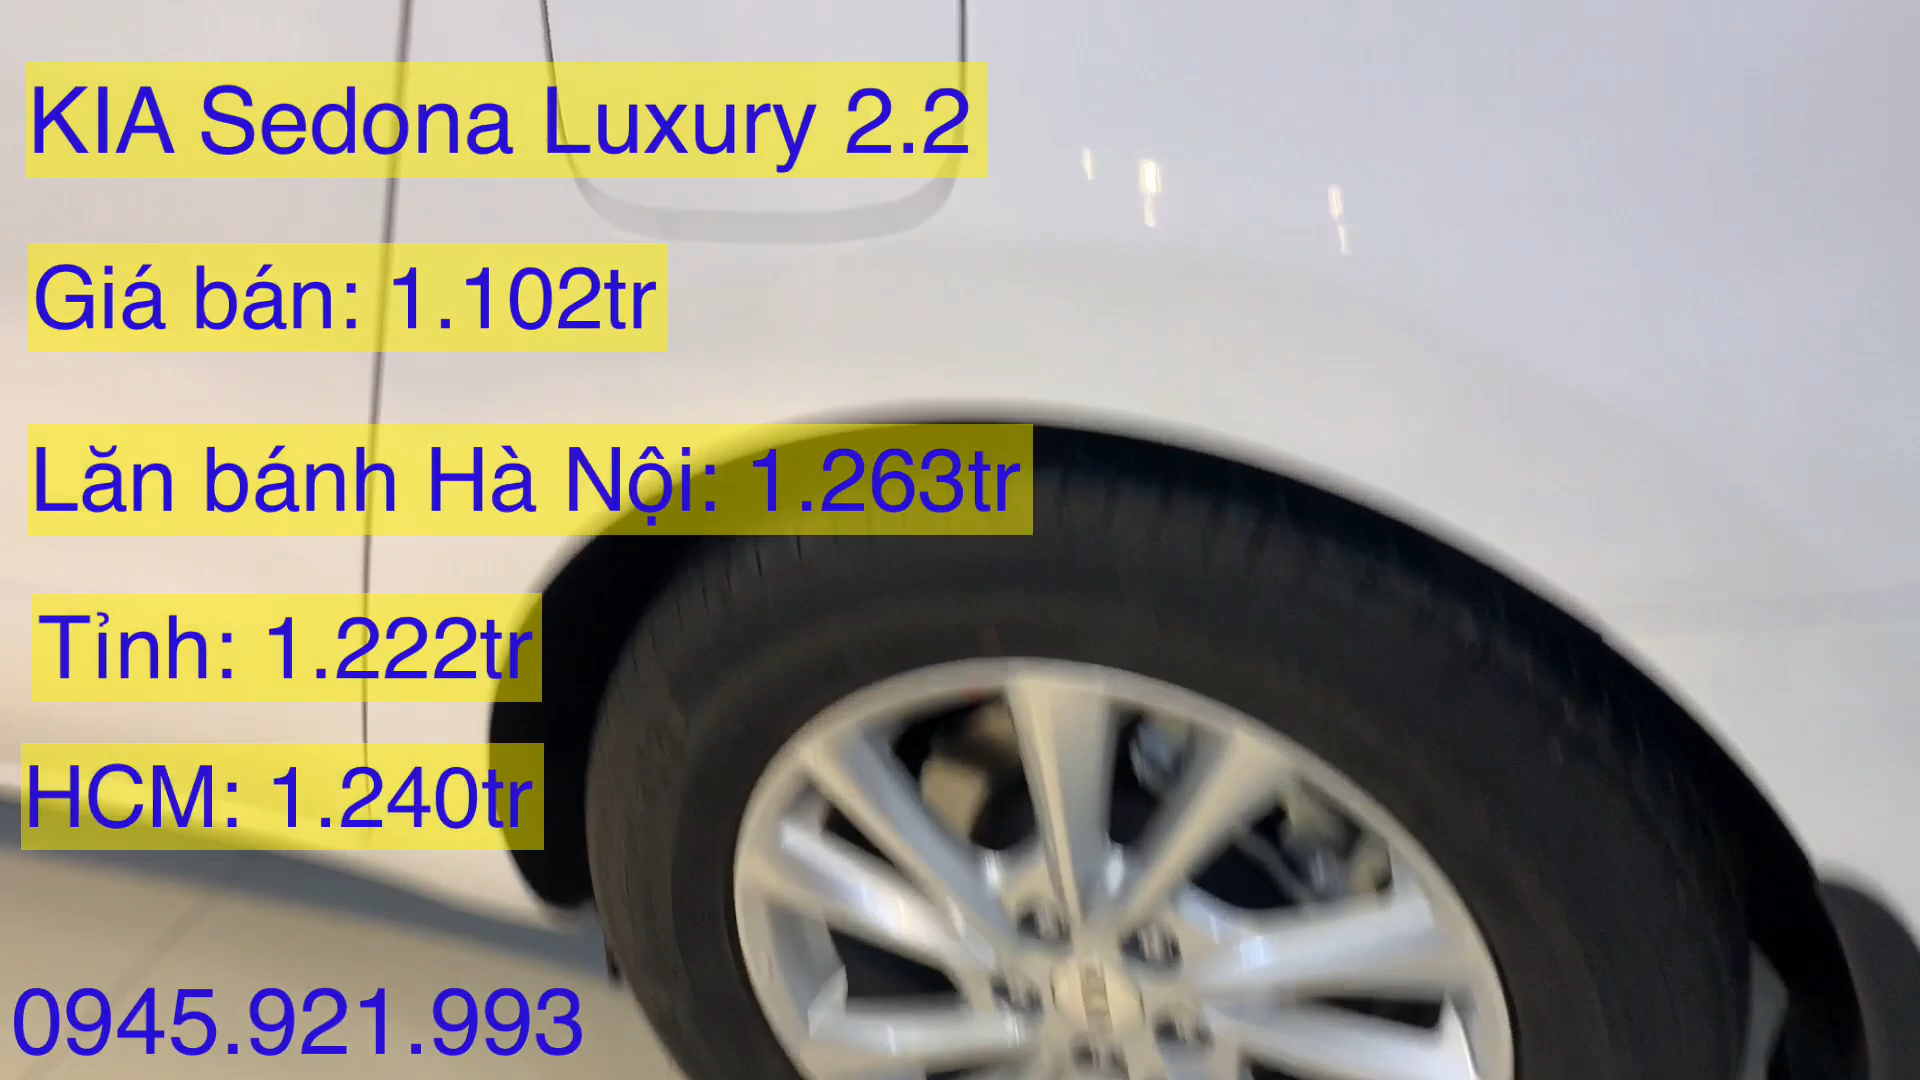 KIA Sedona Luxury 2.2
Giá bán: 1.102tr
Lăn bánh Hà Nội: 1.263tr
Tỉnh: 1.222tr
HCM: 1.240tr
0945.921.993